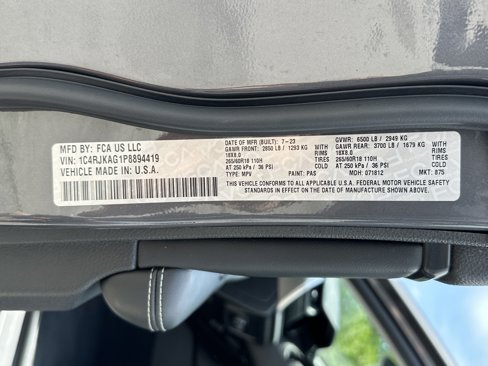 MFD BY: FCA US LLC
VIN: 1C4RJKAG1P8894419
VEHICLE MADE IN: U.S.A.
DATE OF MFR (BUILT): 7-23
GVWR: 6500 LB / 2949 KG
GAWR FRONT: 2850 LB / 1293 KG
WITH
GAWR REAR: 3700 LB / 1679 KG
WITH
18X8.0
RIMS
18X8.0
RIMS
265/60R18 110H
TIRES
265/60R18 110H
TIRES
AT 250 kPa / 36 PSI
COLD
AT 250 kPa / 36 PSI
COLD
TYPE: MPV
PAINT: PAS
MDH: 071812
MKT: 875
THIS VEHICLE CONFORMS TO ALL APPLICABLE U.S.A. FEDERAL MOTOR VEHICLE SAFETY
STANDARDS IN EFFECT ON THE DATE OF MANUFACTURE
SHOWN ABOVE.